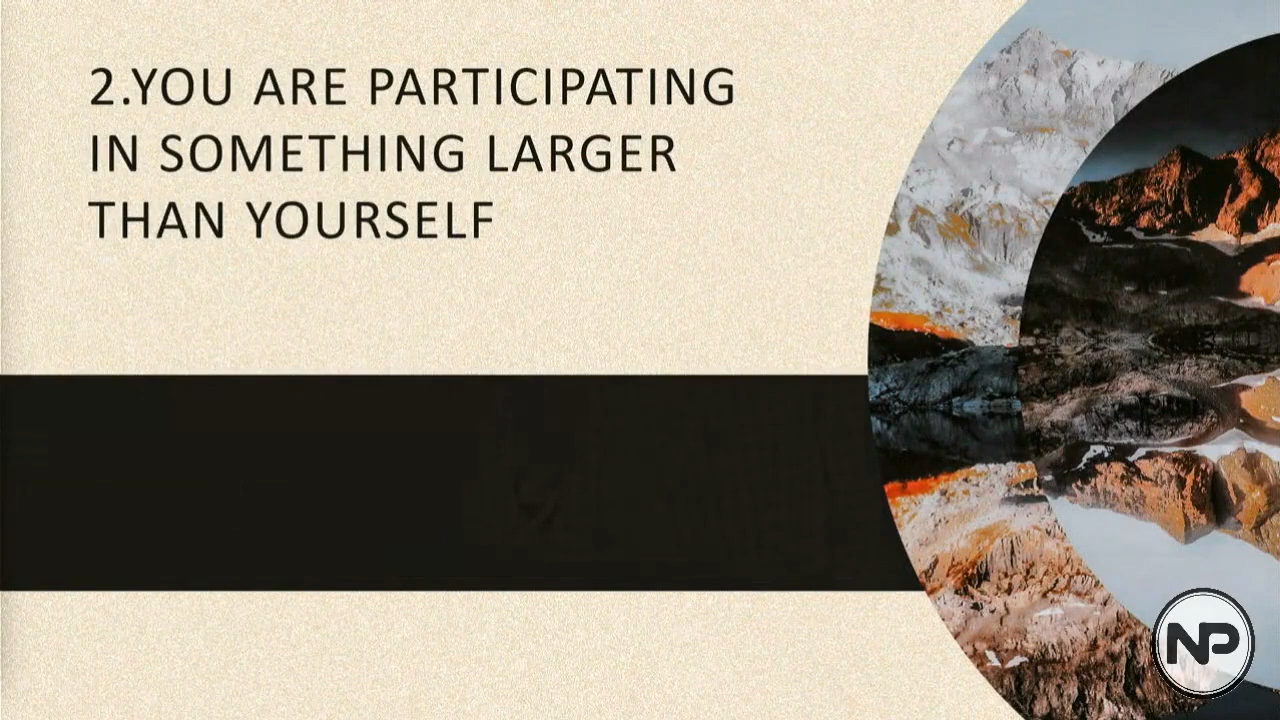 2.YOU ARE PARTICIPATING
IN SOMETHING LARGER
THAN YOURSELF
NP